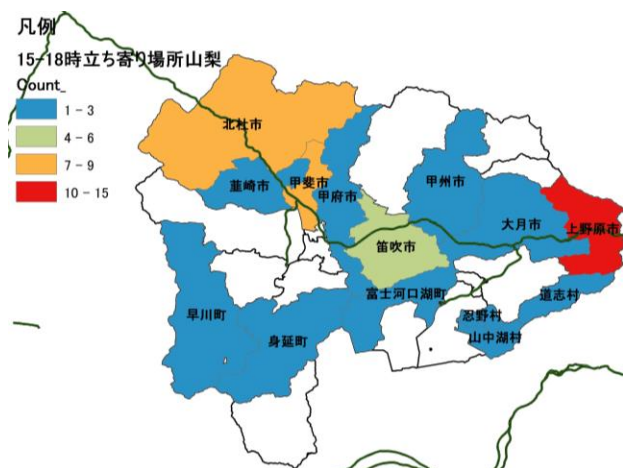 凡例
15-18時立ち寄り場所山梨
Count_
1 - 3
4 - 6
7 - 9
10 - 15
北杜市
韮崎市
甲斐市
甲府市
甲州市
大月市
上野原市
笛吹市
富士河口湖町
道志村
早川町
身延町
忍野村
山中湖村